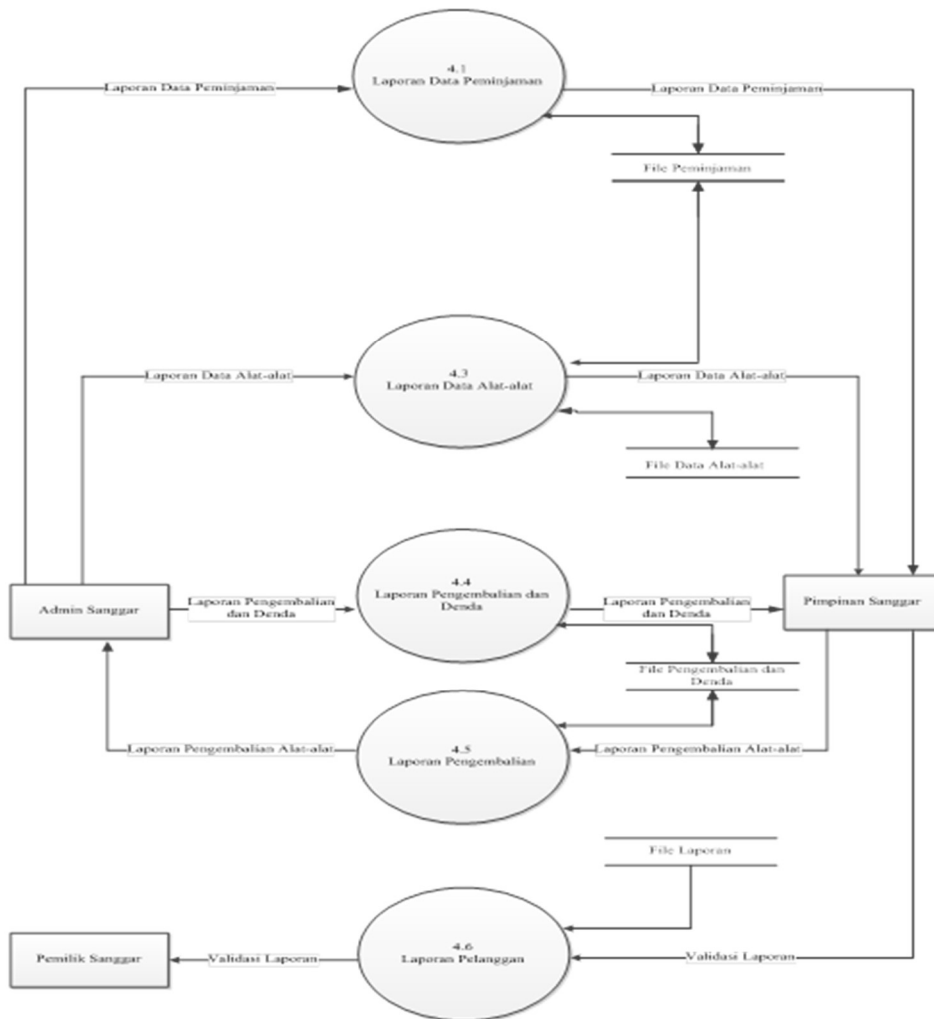 4.1
Laporan Data Peminjaman
Laporan Data Peminjaman
Laporan Data Peminjaman
File Peminjaman
4.3
Laporan Data Alat-alat
Laporan Data Alat-alat
Laporan Data Alat-alat
File Data Alat-alat
Admin Sanggar
Laporan Pengembalian
dan Denda
4.4
Laporan Pengembalian dan
Denda
Laporan Pengembalian
dan Denda
Pimpinan Sanggar
File Pengembalian dan
Denda
Laporan Pengembalian Alat-alat
4.5
Laporan Pengembalian
Laporan Pengembalian Alat-alat
File Laporan
Pemilik Sanggar
Validasi Laporan
4.6
Laporan Pelanggan
Validasi Laporan